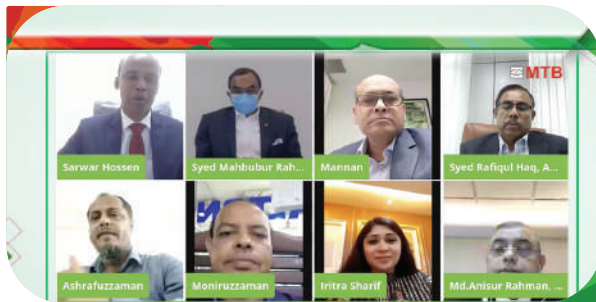 MTB
Sarwar Hossen
Syed Mahbubur Rah...
Mannan
Syed Rafiqul Haq, A...
Ashrafuzzaman
Moniruzzaman
Iritra Sharif
Md.Anisur Rahman, ...